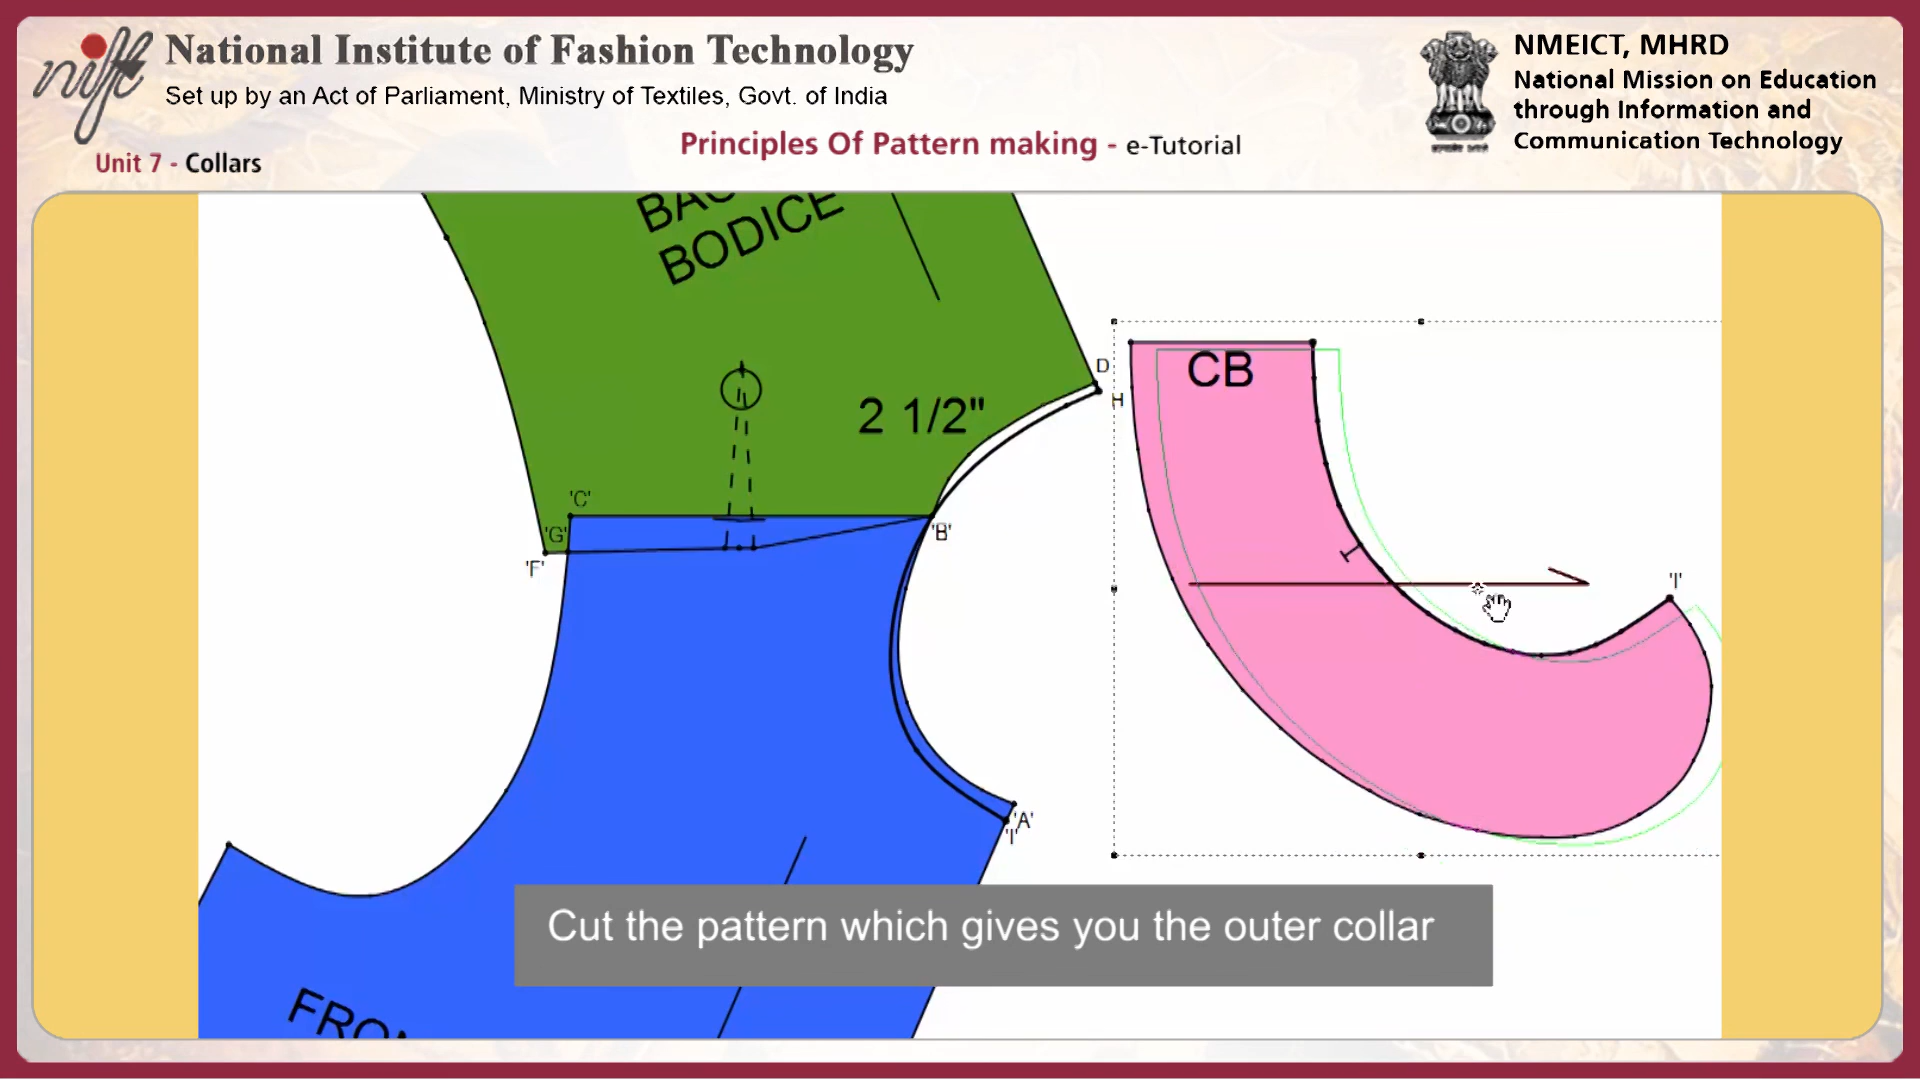 nift
National Institute of Fashion Technology
Set up by an Act of Parliament, Ministry of Textiles, Govt. of India
NMEICT, MHRD
National Mission on Education
through Information and
Communication Technology
Principles Of Pattern making - e-Tutorial
Unit 7 - Collars
BODICE
2 1/2"
D
H
CB
'C'
'G'
'B'
'F'
'I'
'A'
'I'
Cut the pattern which gives you the outer collar